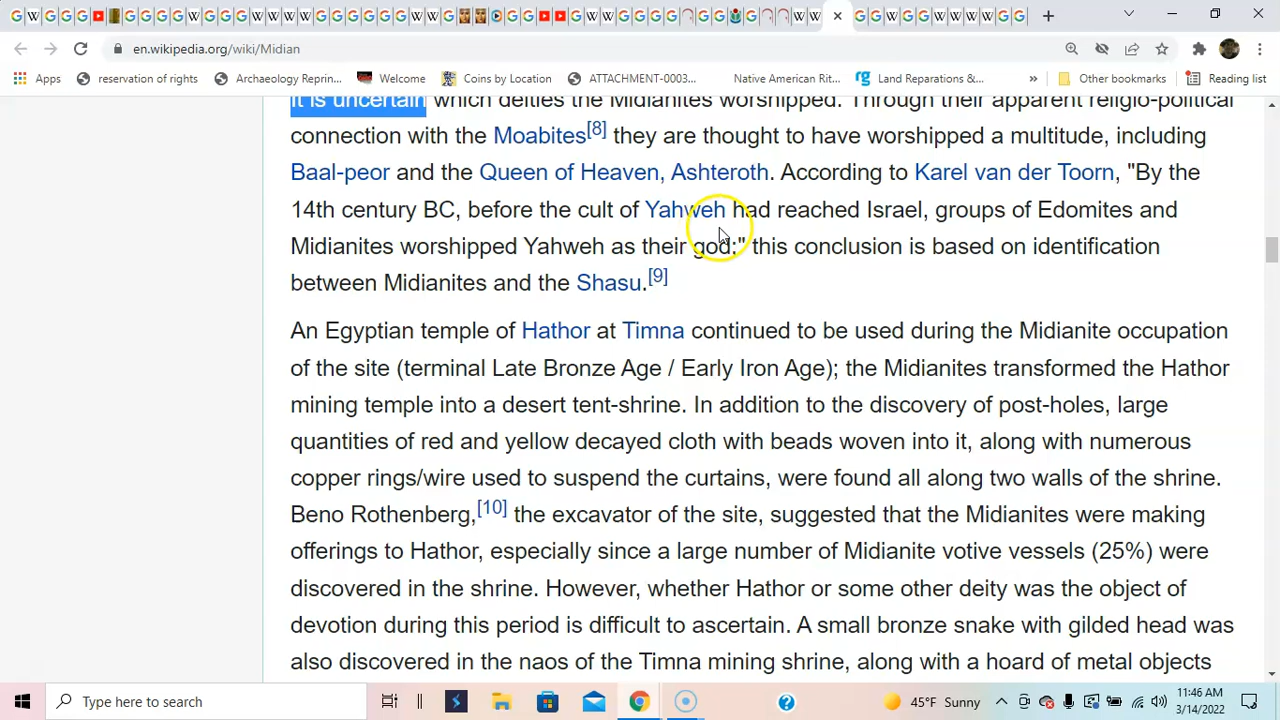 en.wikipedia.org/wiki/Midian
Apps
reservation of rights
Archaeology Reprin...
Welcome
Coins by Location
ATTACHMENT-0003...
Native American Rit...
Land Reparations &...
»
Other bookmarks
Reading list
It is uncertain which deities the Midianites worshipped. Through their apparent religio-political
connection with the Moabites[8] they are thought to have worshipped a multitude, including
Baal-peor and the Queen of Heaven, Ashteroth. According to Karel van der Toorn, "By the
14th century BC, before the cult of Yahweh had reached Israel, groups of Edomites and
Midianites worshipped Yahweh as their god:" this conclusion is based on identification
between Midianites and the Shasu.[9]
An Egyptian temple of Hathor at Timna continued to be used during the Midianite occupation
of the site (terminal Late Bronze Age / Early Iron Age); the Midianites transformed the Hathor
mining temple into a desert tent-shrine. In addition to the discovery of post-holes, large
quantities of red and yellow decayed cloth with beads woven into it, along with numerous
copper rings/wire used to suspend the curtains, were found all along two walls of the shrine.
Beno Rothenberg,[10] the excavator of the site, suggested that the Midianites were making
offerings to Hathor, especially since a large number of Midianite votive vessels (25%) were
discovered in the shrine. However, whether Hathor or some other deity was the object of
devotion during this period is difficult to ascertain. A small bronze snake with gilded head was
also discovered in the naos of the Timna mining shrine, along with a hoard of metal objects
Type here to search
45°F Sunny
11:46 AM
3/14/2022